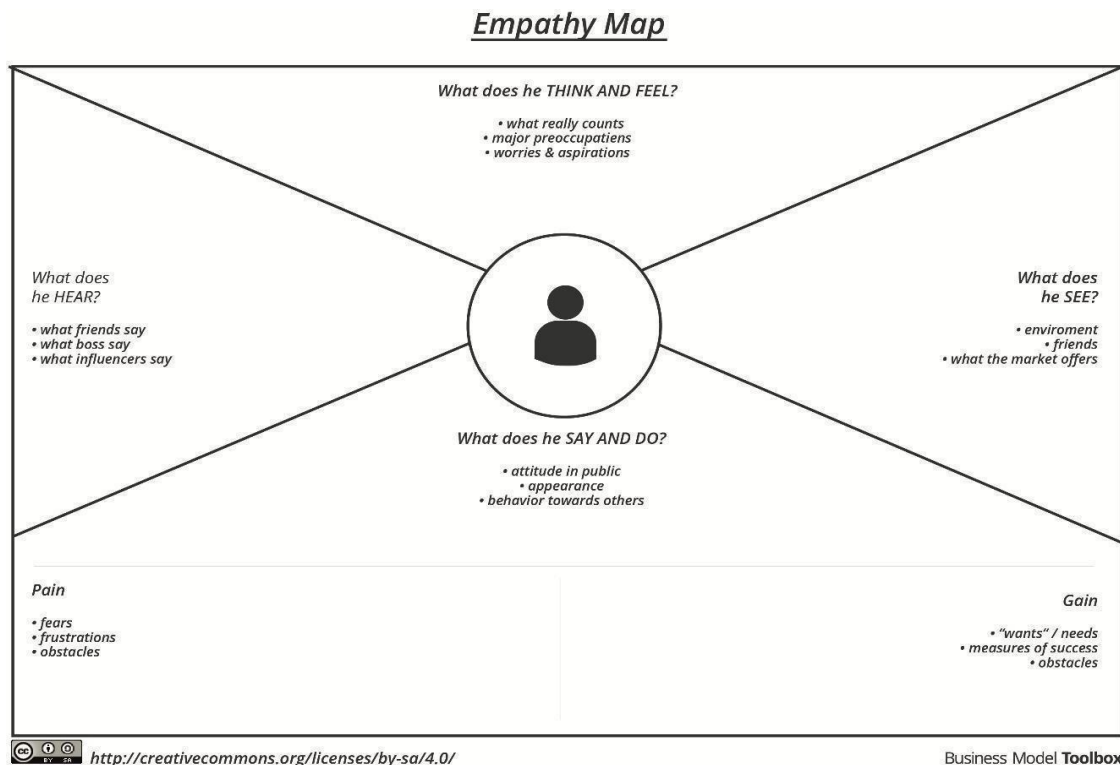 Empathy Map
What does he THINK AND FEEL?
• what really counts
• major preoccupatiens
• worries & aspirations
What does
he HEAR?
• what friends say
• what boss say
• what influencers say
What does
he SEE?
• enviroment
• friends
• what the market offers
What does he SAY AND DO?
• attitude in public
• appearance
• behavior towards others
Pain
• fears
• frustrations
• obstacles
Gain
• “wants” / needs
• measures of success
• obstacles
cc BY SA
http://creativecommons.org/licenses/by-sa/4.0/
Business Model Toolbox